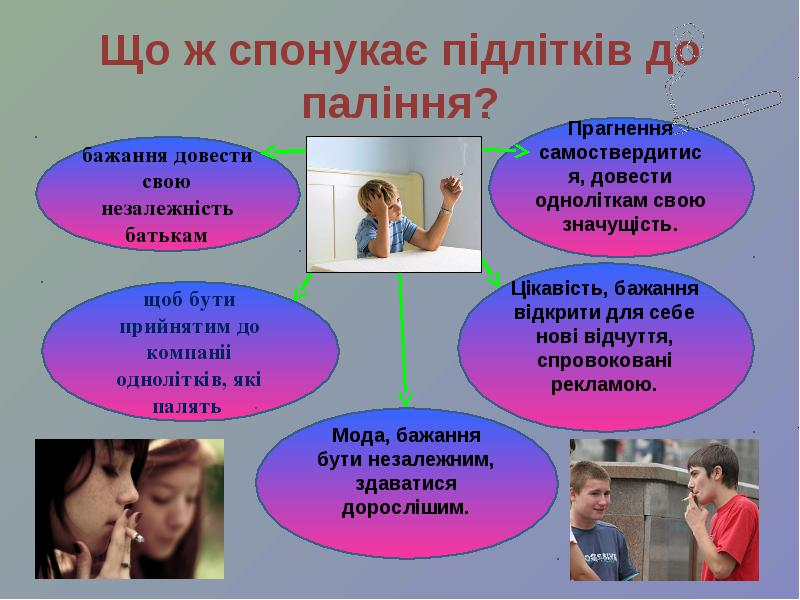 Що ж спонукає підлітків до
паління?
бажання довести
свою
незалежність
батькам
Прагнення
самоствердитис
я, довести
одноліткам свою
значущість.
щоб бути
прийнятим до
компаніі
однолітків, які
палять
Цікавість, бажання
відкрити для себе
нові відчуття,
спровоковані
рекламою.
Мода, бажання
бути незалежним,
здаватися
дорослішим.